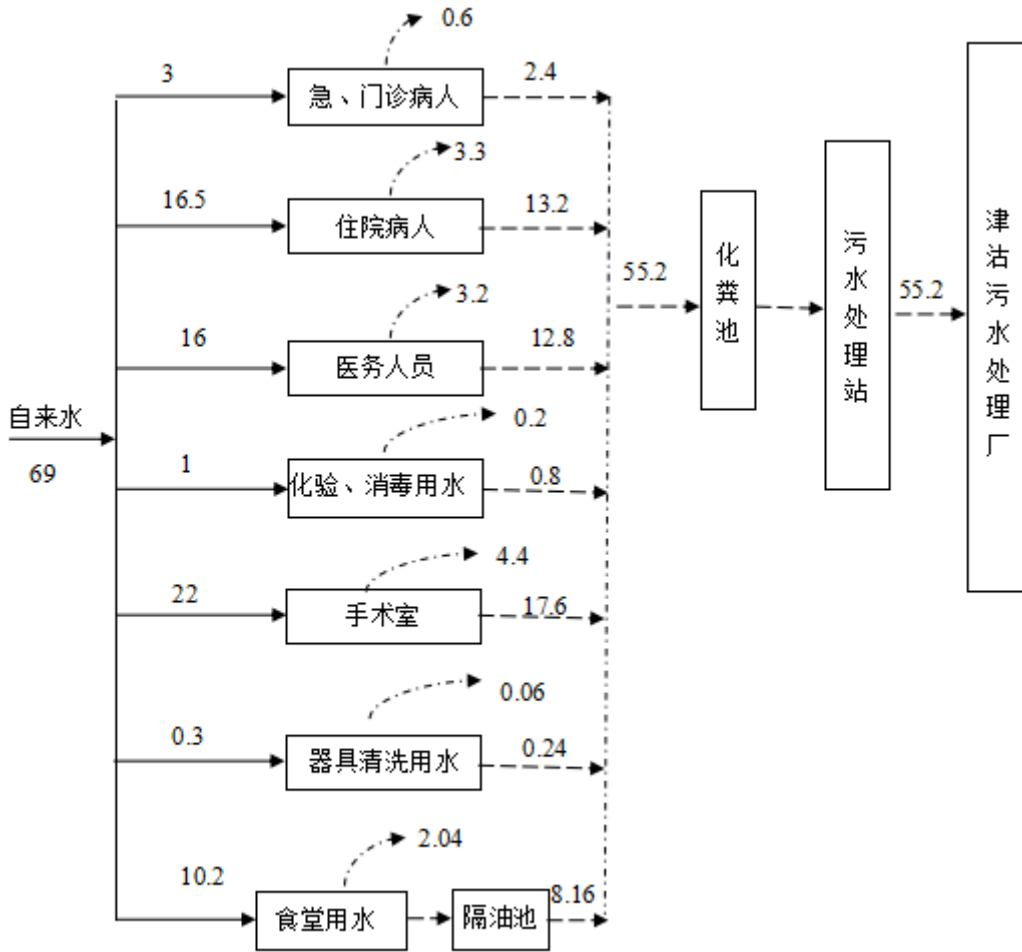 0.6
3
急、门诊病人
2.4
3.3
16.5
住院病人
13.2
3.2
16
医务人员
12.8
自来水
69
0.2
1
化验、消毒用水
0.8
4.4
22
手术室
17.6
0.06
0.3
器具清洗用水
0.24
2.04
10.2
食堂用水
隔油池
8.16
55.2
化粪池
污水处理站
55.2
津沽污水处理厂